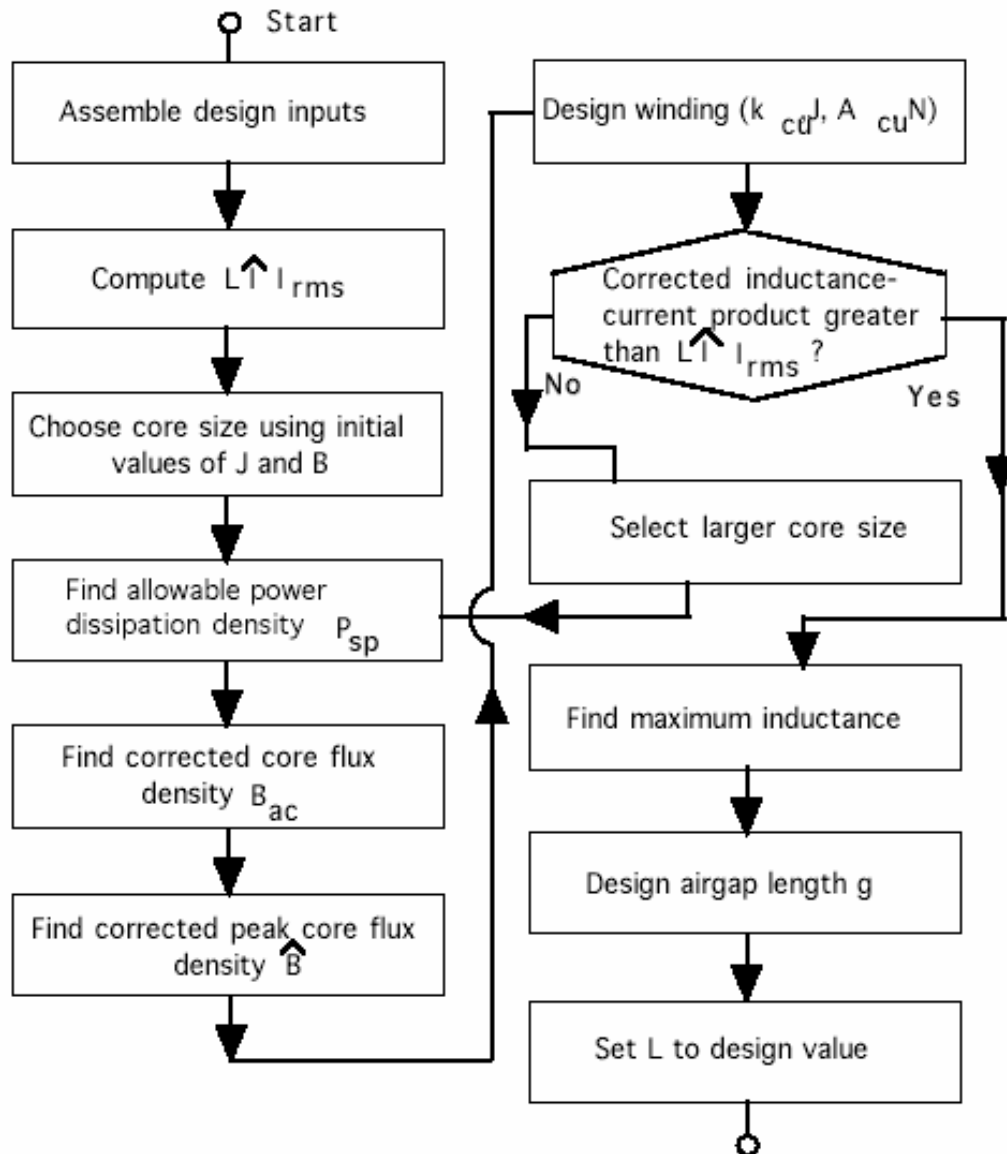 Start
Assemble design inputs
Compute L Î I rms
Choose core size using initial
values of J and B
Find allowable power
dissipation density P sp
Find corrected core flux
density B ac
Find corrected peak core flux
density B̂
Design winding (k cu J, A cu N)
Corrected inductance-
current product greater
than L Î I rms ?
No
Yes
Select larger core size
Find maximum inductance
Design airgap length g
Set L to design value